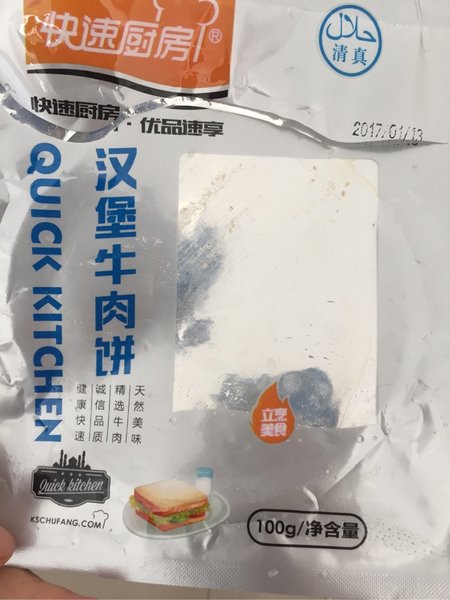 快速厨房®
حلال
清真
2017/01/13
快速厨房
·优品速享
汉堡牛肉饼
QUICK KITCHEN
天然美味
精选牛肉
诚信品质
健康快速
立烹
美食
Quick kitchen
KSCHUFANG.COM
100g/净含量